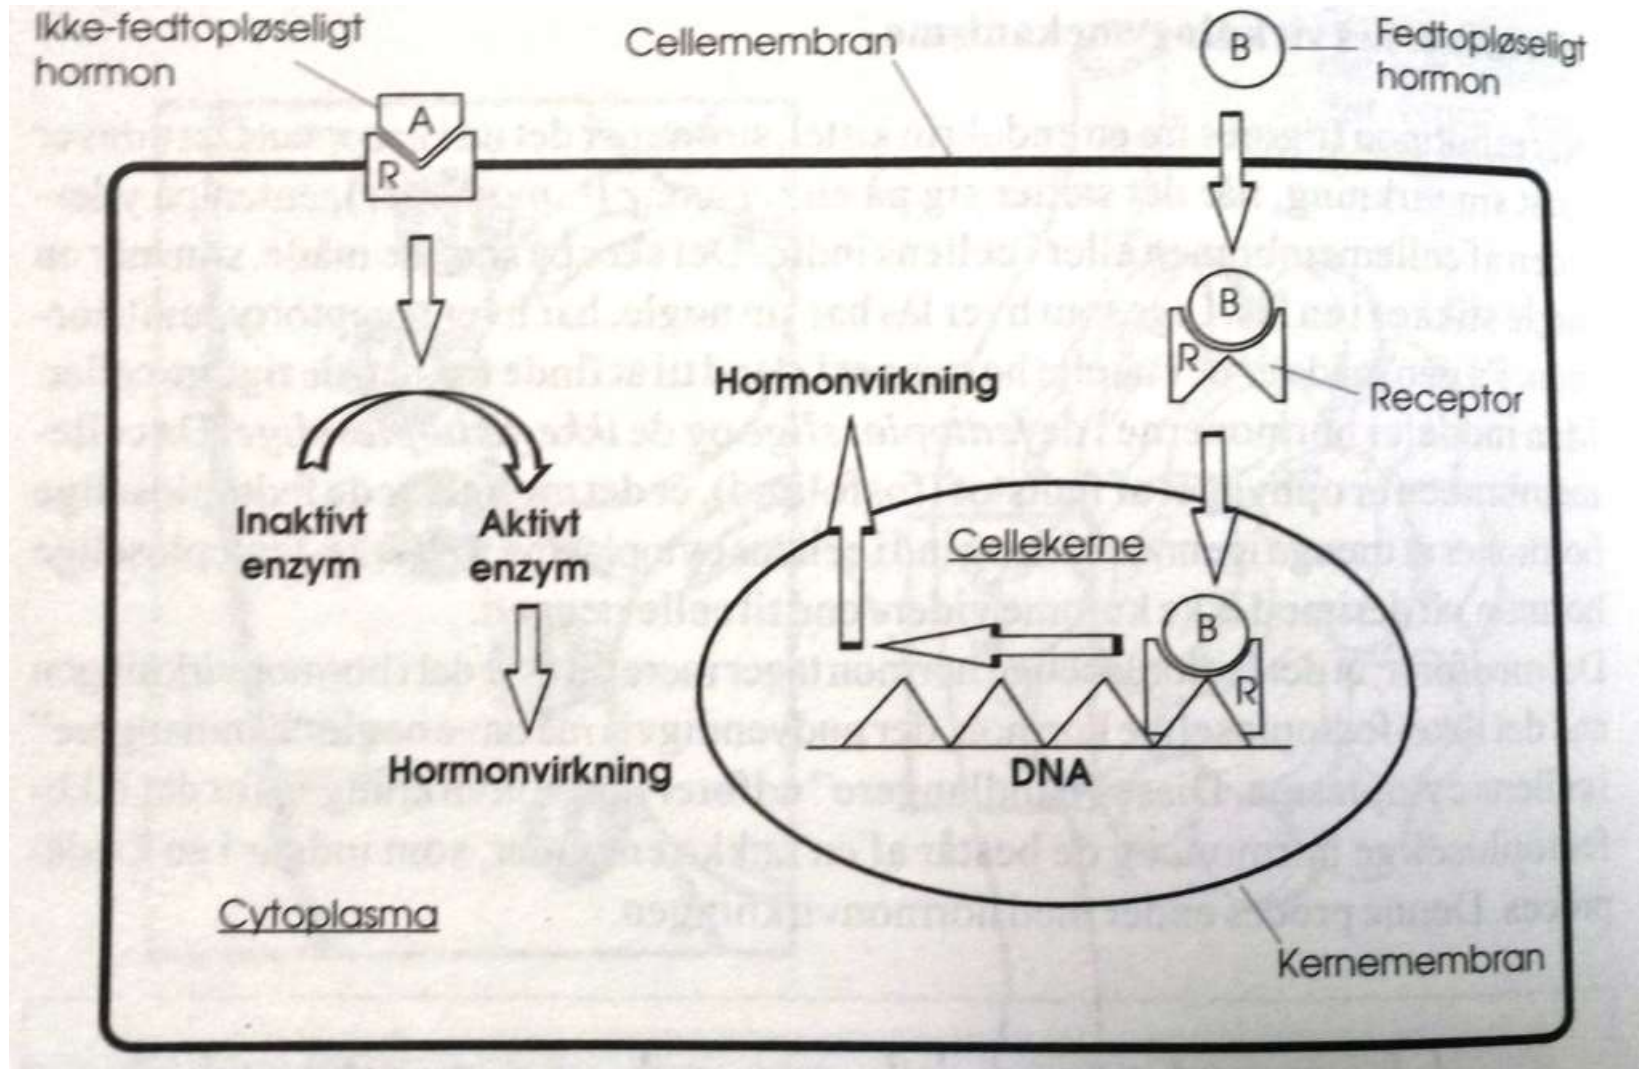 Ikke-fedtopløseligt
hormon
Cellemembran
B
Fedtopløseligt
hormon
A
R
B
R
Receptor
Hormonvirkning
Inaktivt
enzym
Aktivt
enzym
Cellekerne
B
R
DNA
Hormonvirkning
Cytoplasma
Kernemembran